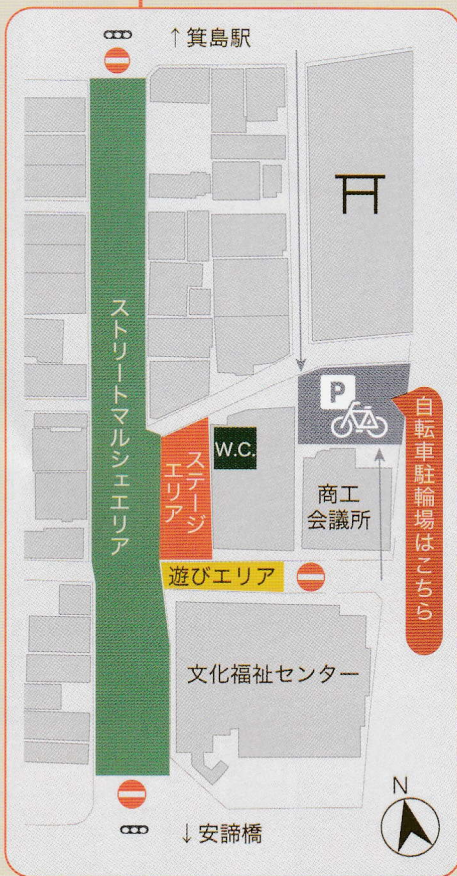 ↑箕島駅
ストリートマルシェエリア
ステージ
エリア
W.C.
P
自転車駐輪場はこちら
商工
会議所
遊びエリア
文化福祉センター
N
↓安諦橋